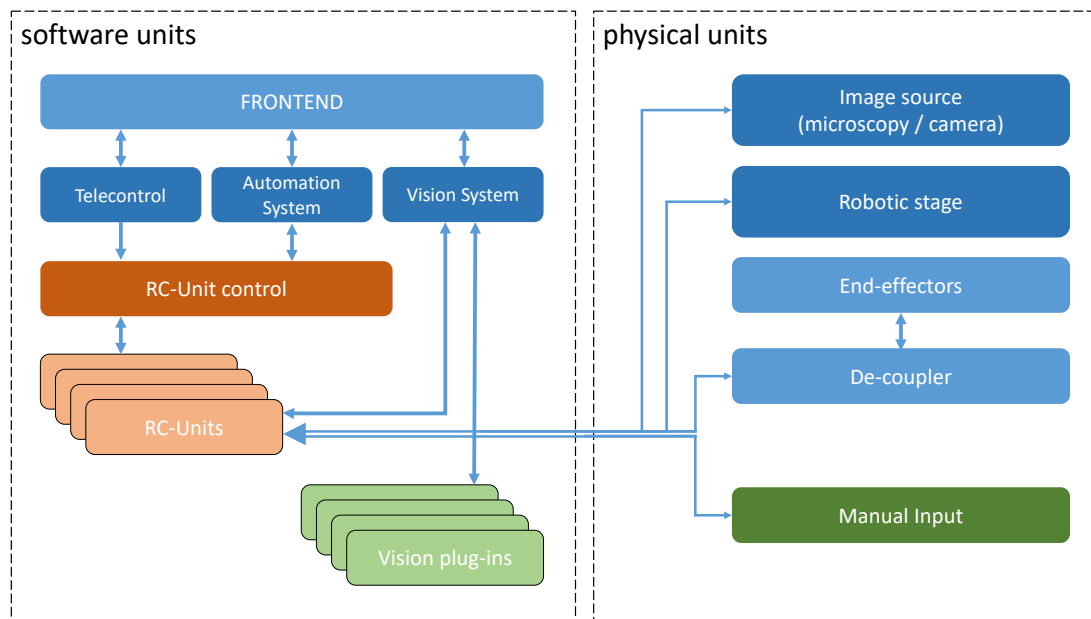 software units
FRONTEND
Telecontrol
Automation
System
Vision System
RC-Unit control
RC-Units
Vision plug-ins
physical units
Image source
(microscopy / camera)
Robotic stage
End-effectors
De-coupler
Manual Input